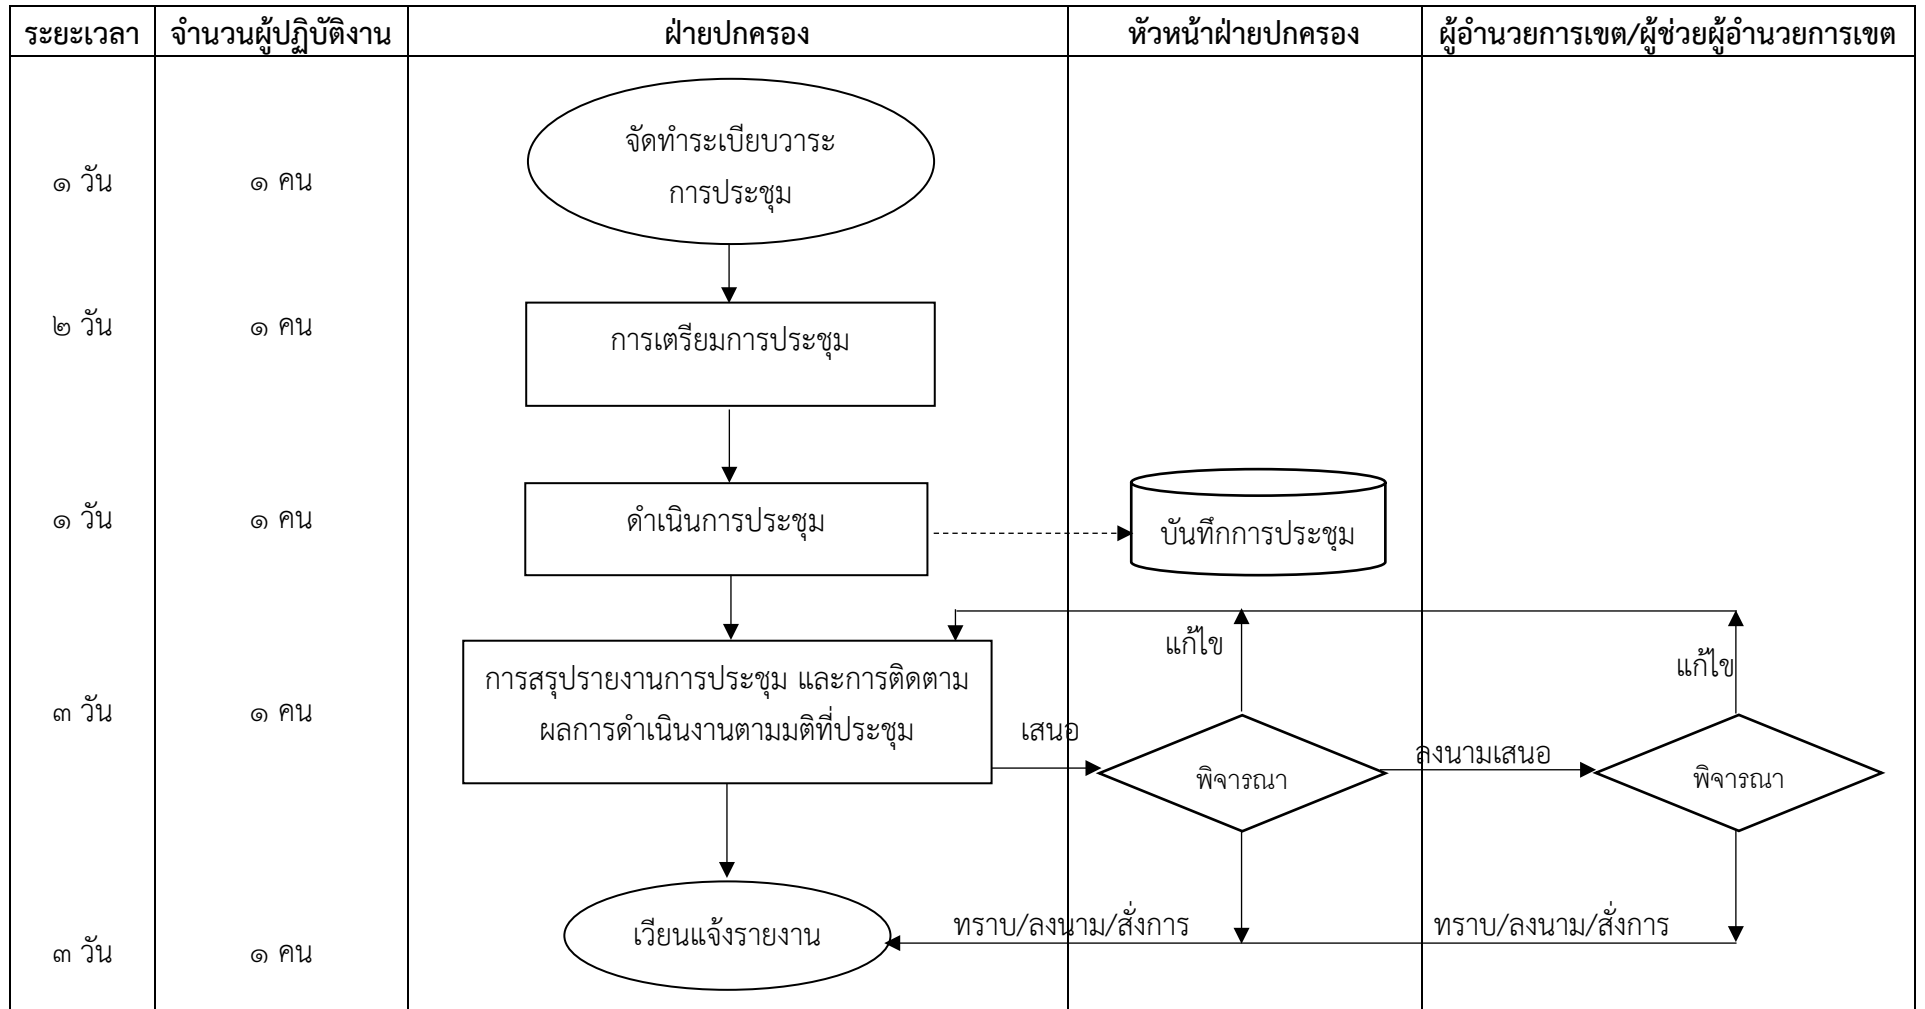 ระยะเวลา จำนวนผู้ปฏิบัติงาน ฝ่ายปกครอง หัวหน้าฝ่ายปกครอง ผู้อำนวยการเขต/ผู้ช่วยผู้อำนวยการเขต
จัดทำระเบียบวาระ
การประชุม
๑ วัน ๑ คน
๒ วัน ๑ คน
การเตรียมการประชุม
๑ วัน ๑ คน
ดำเนินการประชุม
บันทึกการประชุม
แก้ไข
แก้ไข
การสรุปรายงานการประชุม และการติดตาม
ผลการดำเนินงานตามมติที่ประชุม
๓ วัน ๑ คน
เสนอ
ลงนามเสนอ
พิจารณา
พิจารณา
ทราบ/ลงนาม/สั่งการ
ทราบ/ลงนาม/สั่งการ
เวียนแจ้งรายงาน
๓ วัน ๑ คน